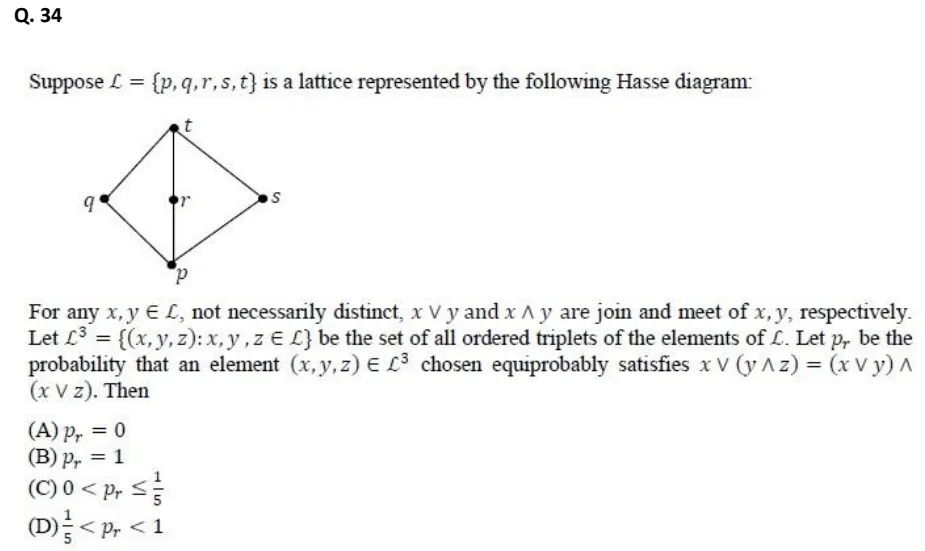 Q. 34
Suppose ℒ = {p, q, r, s, t} is a lattice represented by the following Hasse diagram:
t
q
r
s
p
For any x, y ∈ ℒ, not necessarily distinct, x ∨ y and x ∧ y are join and meet of x, y, respectively.
Let ℒ³ = {(x, y, z): x, y , z ∈ ℒ} be the set of all ordered triplets of the elements of ℒ. Let pᵣ be the
probability that an element (x, y, z) ∈ ℒ³ chosen equiprobably satisfies x ∨ (y ∧ z) = (x ∨ y) ∧
(x ∨ z). Then
(A) pᵣ = 0
(B) pᵣ = 1
(C) 0 < pᵣ ≤ 1/5
(D) 1/5 < pᵣ < 1